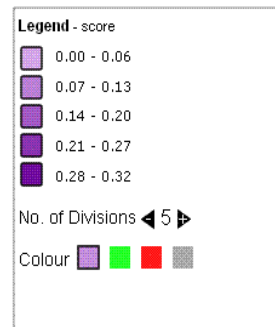 Legend - score
0.00 - 0.06
0.07 - 0.13
0.14 - 0.20
0.21 - 0.27
0.28 - 0.32
No. of Divisions 5
Colour